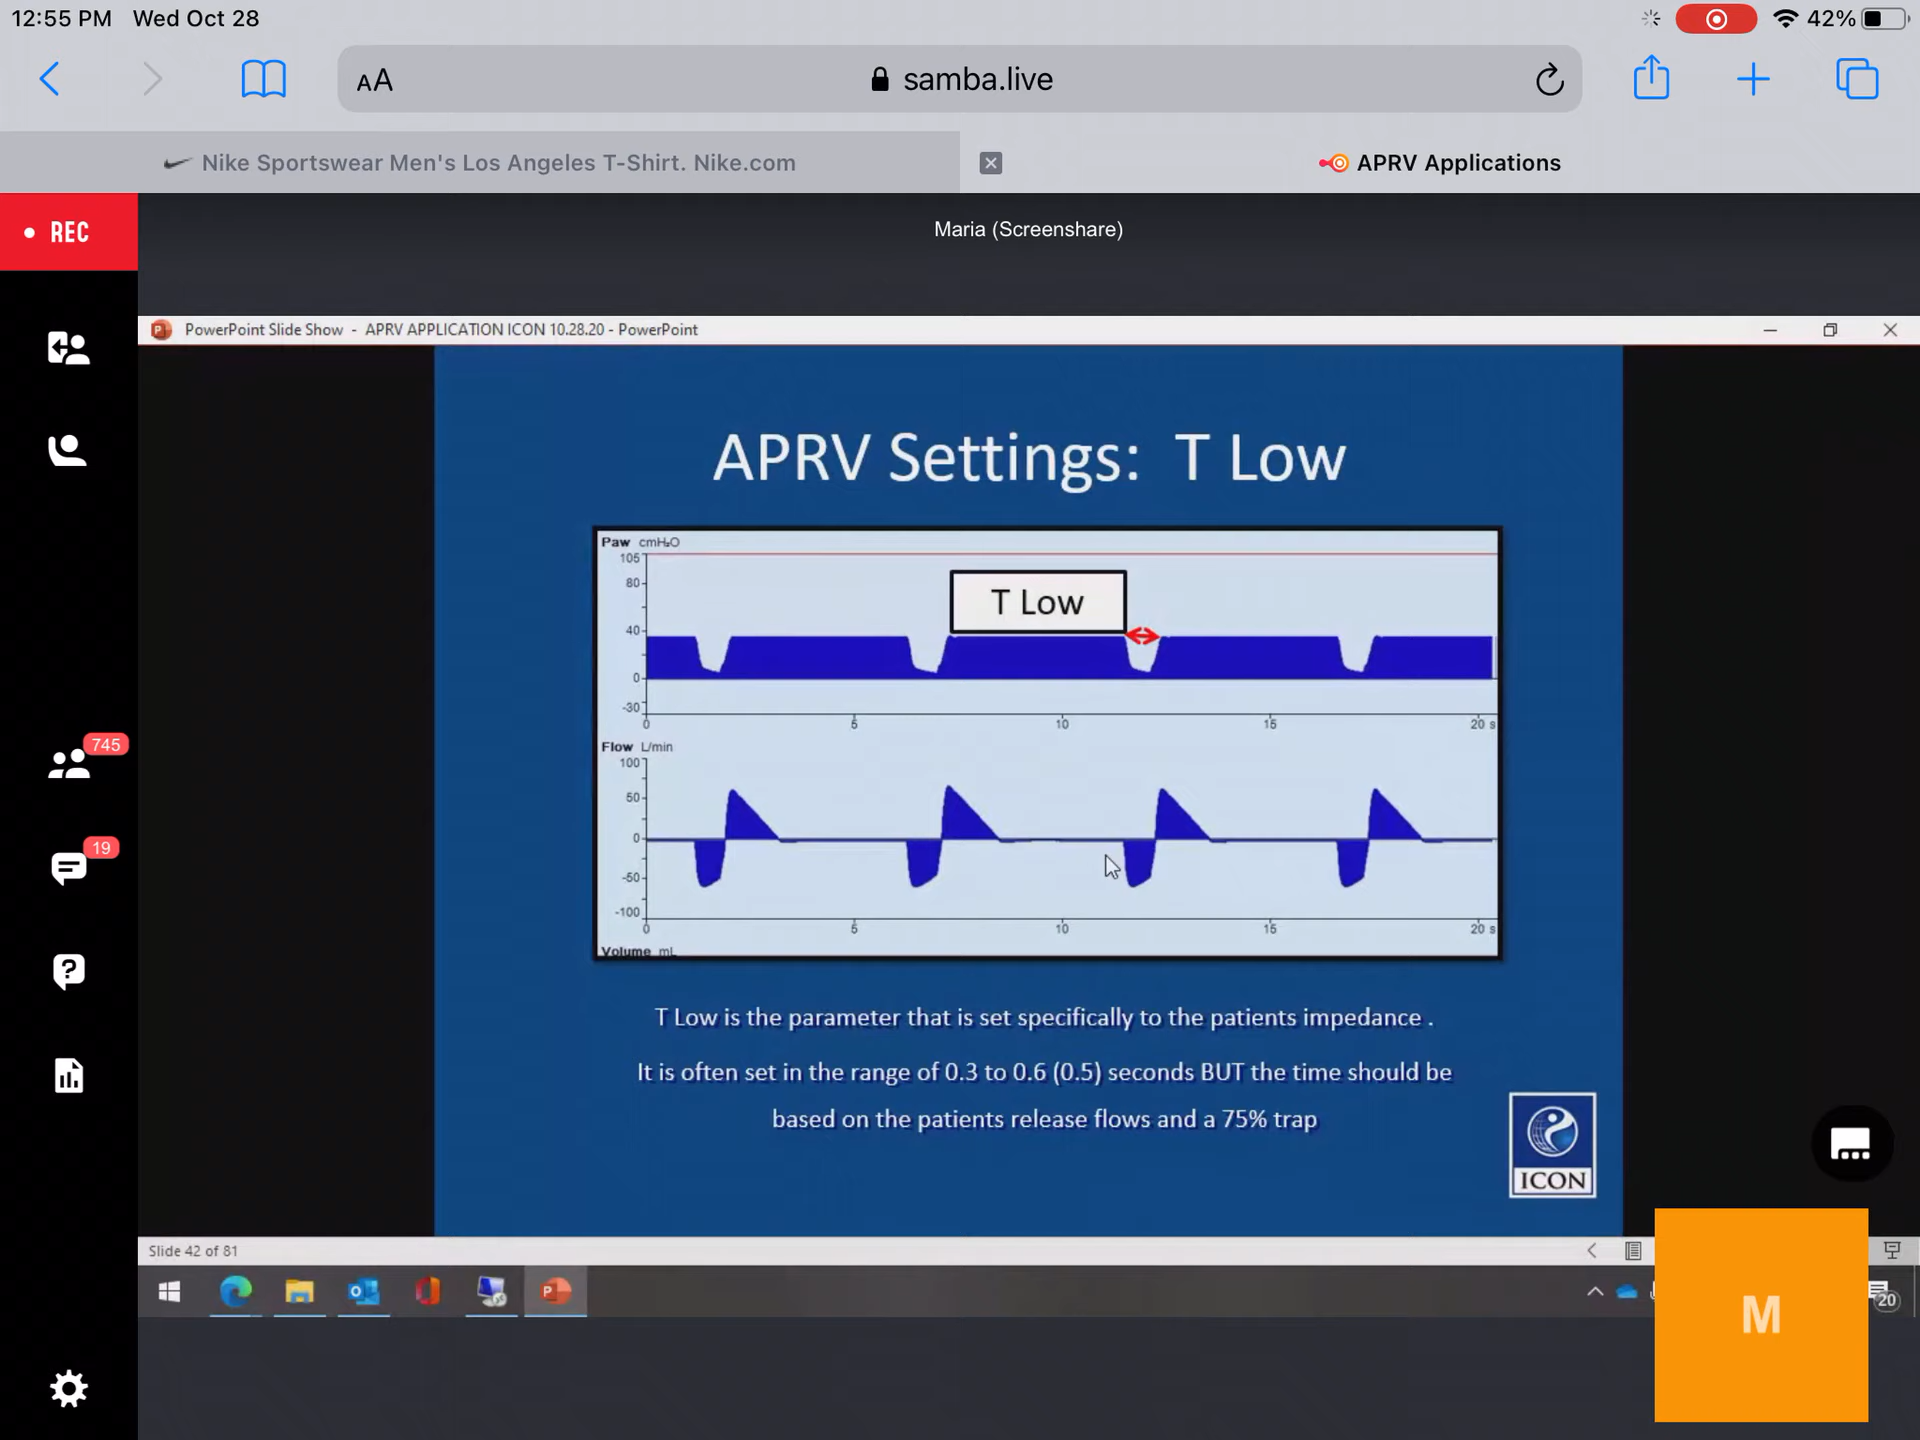 12:55 PM Wed Oct 28
42%
AA samba.live
Nike Sportswear Men's Los Angeles T-Shirt. Nike.com
APRV Applications
REC
Maria (Screenshare)
PowerPoint Slide Show - APRV APPLICATION ICON 10.28.20 - PowerPoint
APRV Settings: T Low
Paw cmH₂O
105
80
T Low
40
0
-30
0 5 10 15 20 s
Flow L/min
100
50
0
-50
-100
0 5 10 15 20 s
Volume mL
745
19
T Low is the parameter that is set specifically to the patients impedance .
It is often set in the range of 0.3 to 0.6 (0.5) seconds BUT the time should be
based on the patients release flows and a 75% trap
ICON
Slide 42 of 81
M
20